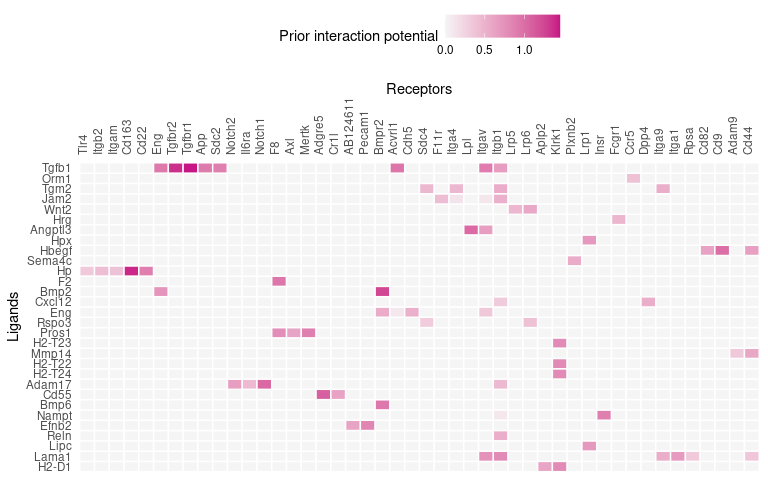 Prior interaction potential
0.0 0.5 1.0
Receptors
Tlr4 Itgb2 Itgam Cd163 Cd22 Eng Tgfbr2 Tgfbr1 App Sdc2 Notch2 Il6ra Notch1 F8 Axl Mertk Adgre5 Cr1l AB124611 Pecam1 Bmpr2 Acvrl1 Cdh5 Sdc4 F11r Itga4 Lpl Itgav Itgb1 Lrp5 Lrp6 Aplp2 Klrk1 Plxnb2 Lrp1 Insr Fcgr1 Ccr5 Dpp4 Itga9 Itga1 Rpsa Cd82 Cd9 Adam9 Cd44
Ligands
Tgfb1
Orm1
Tgm2
Jam2
Wnt2
Hrg
Angptl3
Hpx
Hbegf
Sema4c
Hp
F2
Bmp2
Cxcl12
Eng
Rspo3
Pros1
H2-T23
Mmp14
H2-T22
H2-T24
Adam17
Cd55
Bmp6
Nampt
Efnb2
Reln
Lipc
Lama1
H2-D1